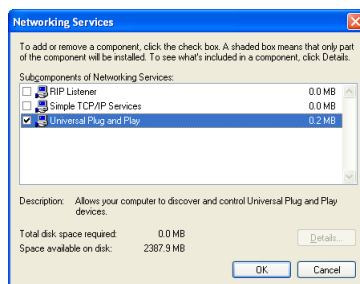 Networking Services
To add or remove a component, click the check box. A shaded box means that only part
of the component will be installed. To see what's included in a component, click Details.
Subcomponents of Networking Services:
RIP Listener 0.0 MB
Simple TCP/IP Services 0.0 MB
Universal Plug and Play 0.2 MB
Description: Allows your computer to discover and control Universal Plug and Play
devices.
Total disk space required: 0.0 MB
Details...
Space available on disk: 2387.9 MB
OK Cancel